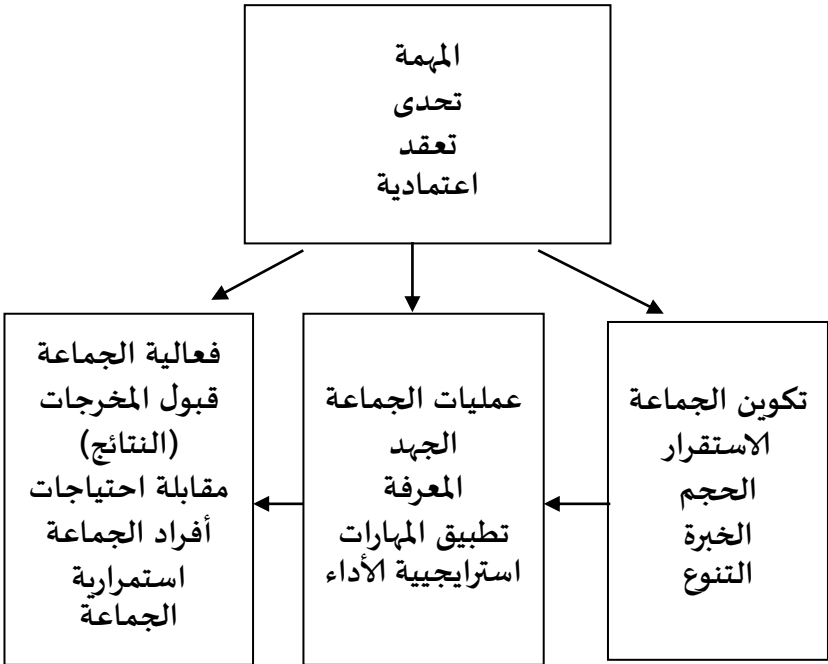 المهمة
تحدى
تعقد
اعتمادية
تكوين الجماعة
الاستقرار
الحجم
الخبرة
التنوع
عمليات الجماعة
الجهد
المعرفة
تطبيق المهارات
استرايجيية الأداء
فعالية الجماعة
قبول المخرجات
(النتائج)
مقابلة احتياجات
أفراد الجماعة
استمرارية
الجماعة